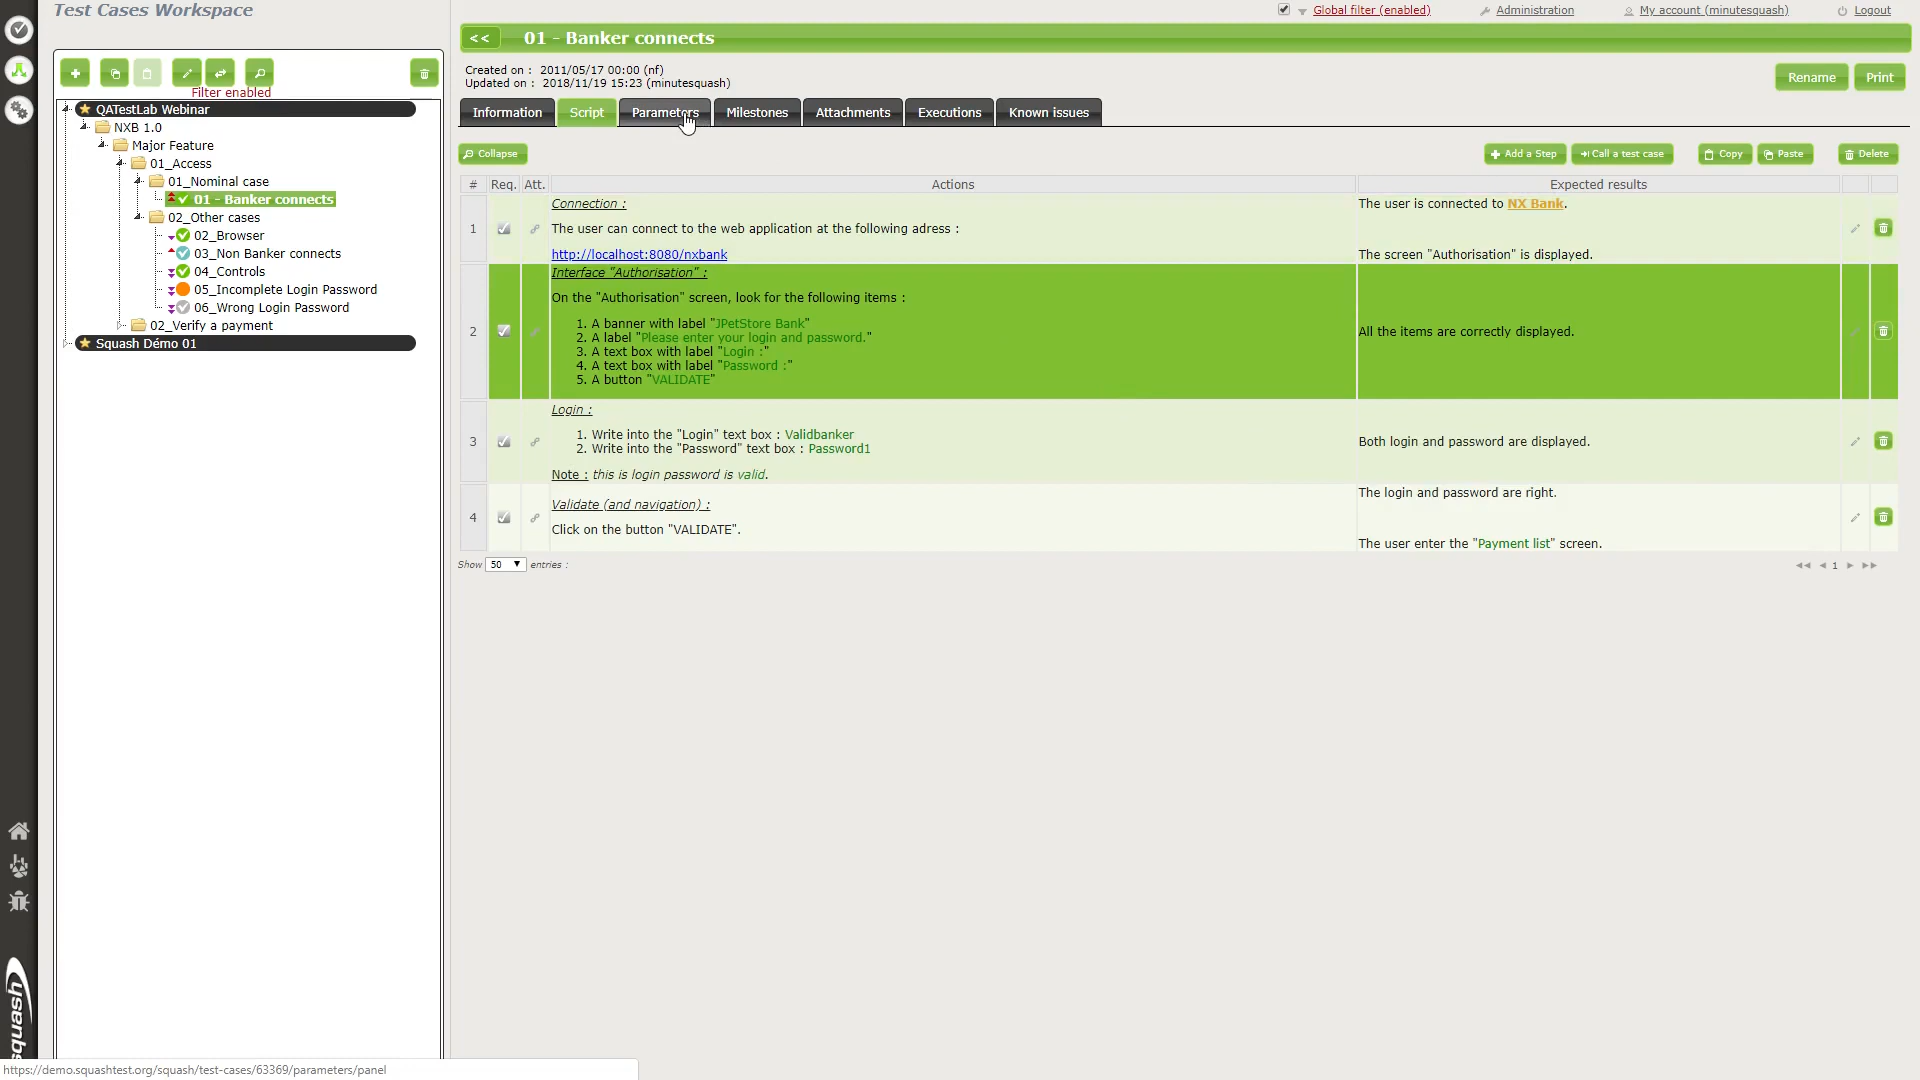 Test Cases Workspace
Global filter (enabled)
Administration
My account (minutesquash)
Logout
<<
01 - Banker connects
Created on : 2011/05/17 00:00 (nf)
Updated on : 2018/11/19 15:23 (minutesquash)
Rename
Print
Filter enabled
Information
Script
Parameters
Milestones
Attachments
Executions
Known issues
QATestLab Webinar
NXB 1.0
Major Feature
01_Access
01_Nominal case
01 - Banker connects
02_Other cases
02_Browser
03_Non Banker connects
04_Controls
05_Incomplete Login Password
06_Wrong Login Password
02_Verify a payment
Squash Démo 01
Collapse
Add a Step
Call a test case
Copy
Paste
Delete
# Req. Att. Actions Expected results
1
Connection :
The user can connect to the web application at the following adress :
http://localhost:8080/nxbank
The user is connected to NX Bank.
The screen "Authorisation" is displayed.
2
Interface "Authorisation" :
On the "Authorisation" screen, look for the following items :
1. A banner with label "JPetStore Bank"
2. A label "Please enter your login and password."
3. A text box with label "Login :"
4. A text box with label "Password :"
5. A button "VALIDATE"
All the items are correctly displayed.
3
Login :
1. Write into the "Login" text box : Validbanker
2. Write into the "Password" text box : Password1
Note : this is login password is valid.
Both login and password are displayed.
4
Validate (and navigation) :
Click on the button "VALIDATE".
The login and password are right.
The user enter the "Payment list" screen.
Show 50 entries :
1
squash
https://demo.squashtest.org/squash/test-cases/63369/parameters/panel